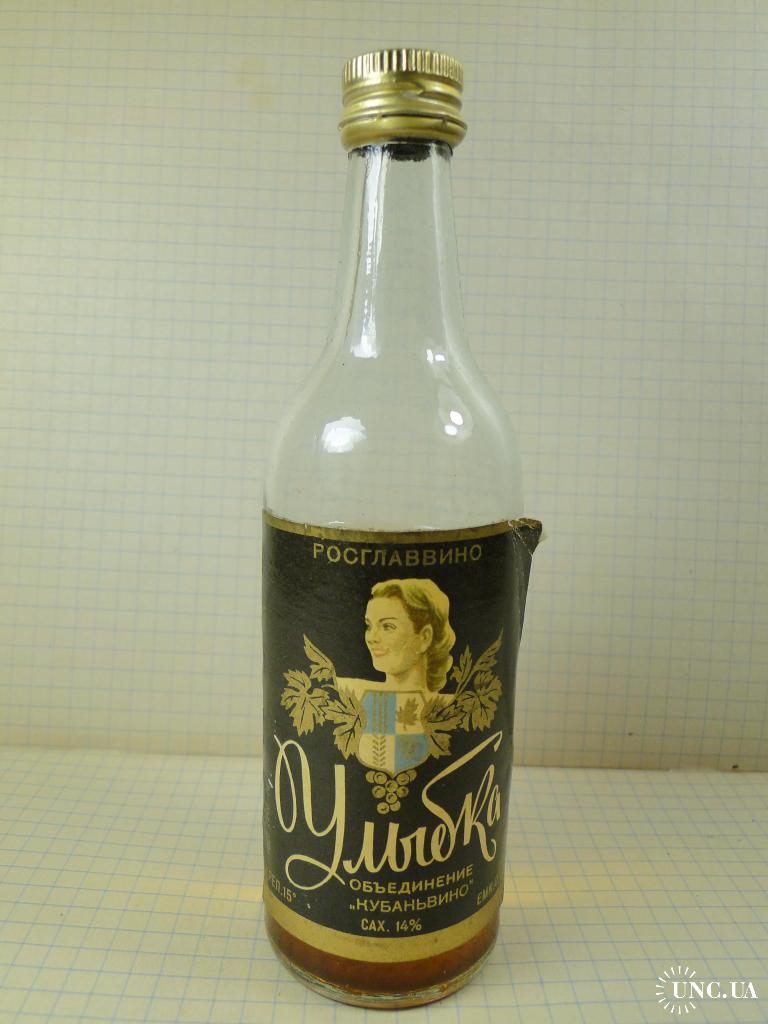 РОСГЛАВВИНО
Улыбка
ОБЪЕДИНЕНИЕ
„КУБАНЬВИНО"
САХ. 14%
UNC.UA